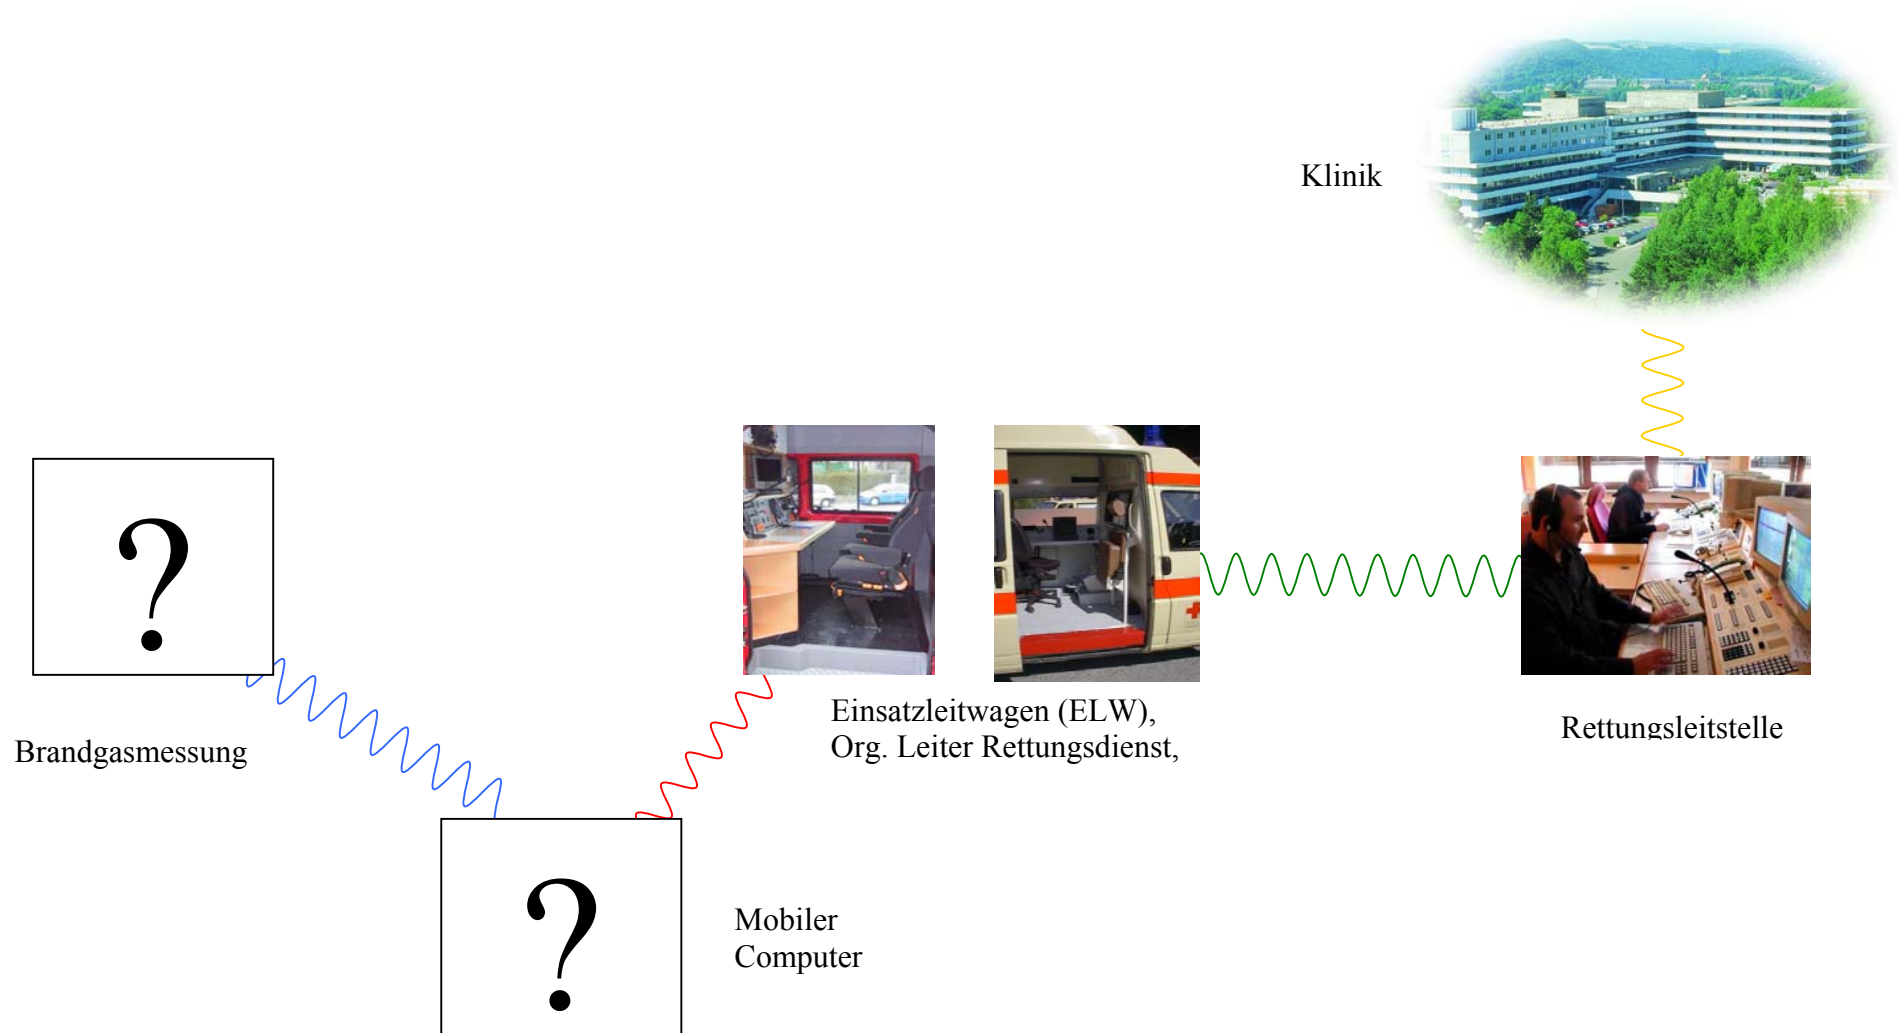 Klinik
?
Brandgasmessung
Einsatzleitwagen (ELW),
Org. Leiter Rettungsdienst,
Rettungsleitstelle
?
Mobiler
Computer